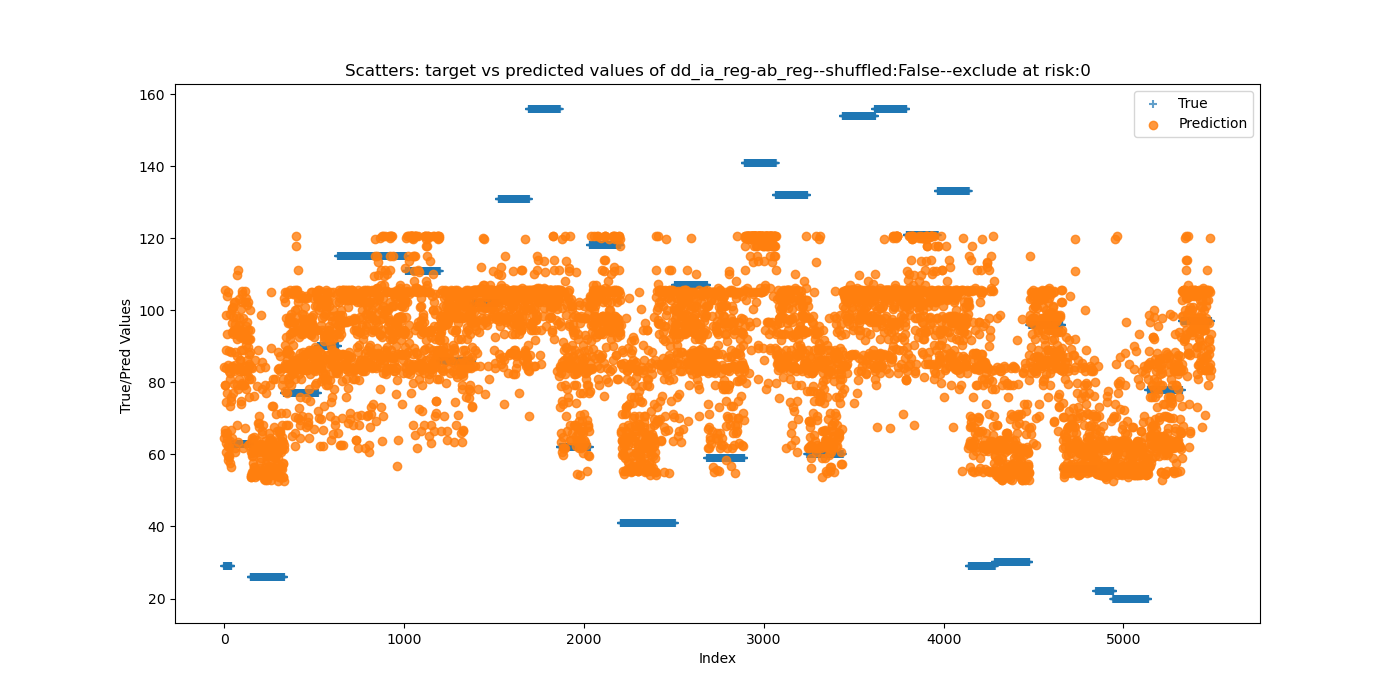 Scatters: target vs predicted values of dd_ia_reg-ab_reg--shuffled:False--exclude at risk:0
True
Prediction
160
140
120
100
80
60
40
20
True/Pred Values
0 1000 2000 3000 4000 5000
Index